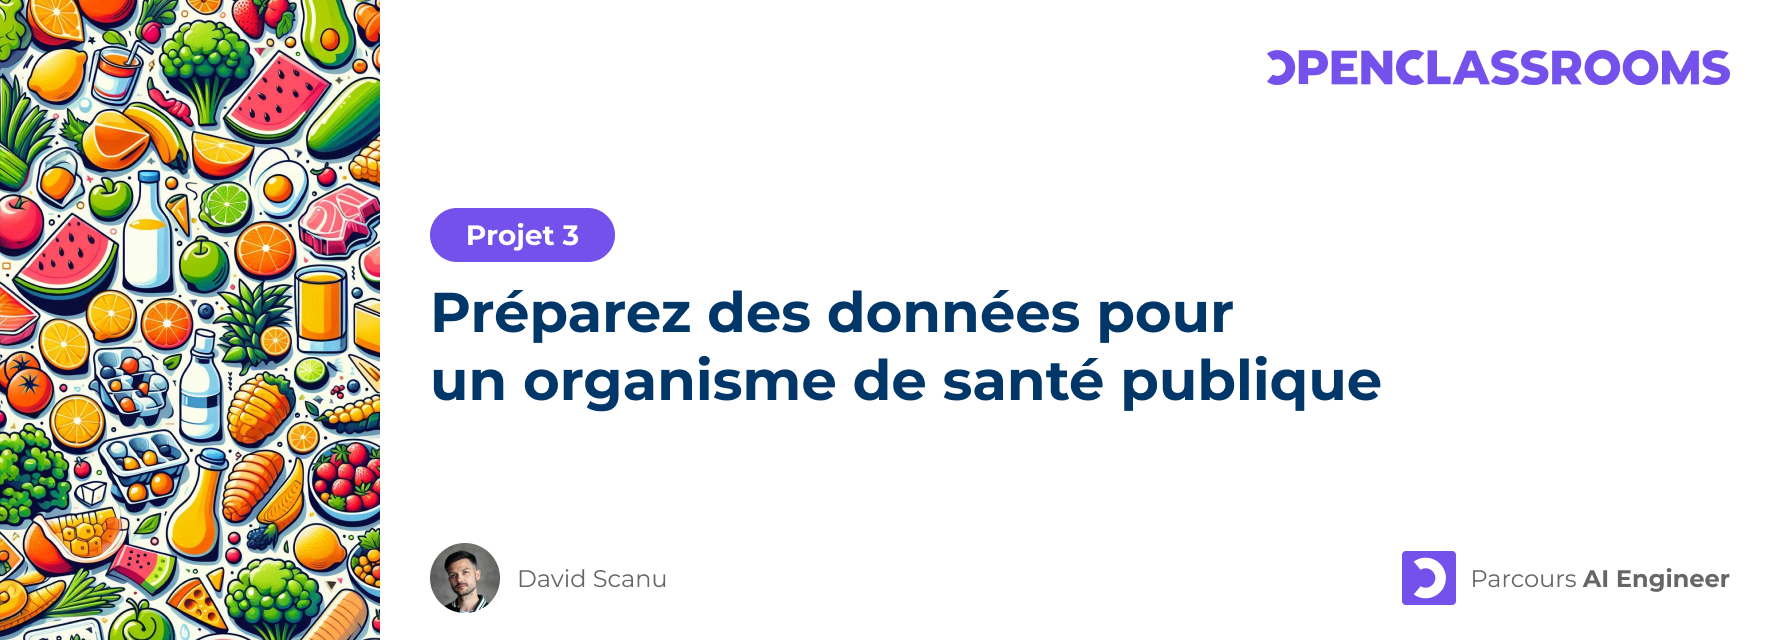 OPENCLASSROOMS
Projet 3
Préparez des données pour
un organisme de santé publique
David Scanu
Parcours AI Engineer